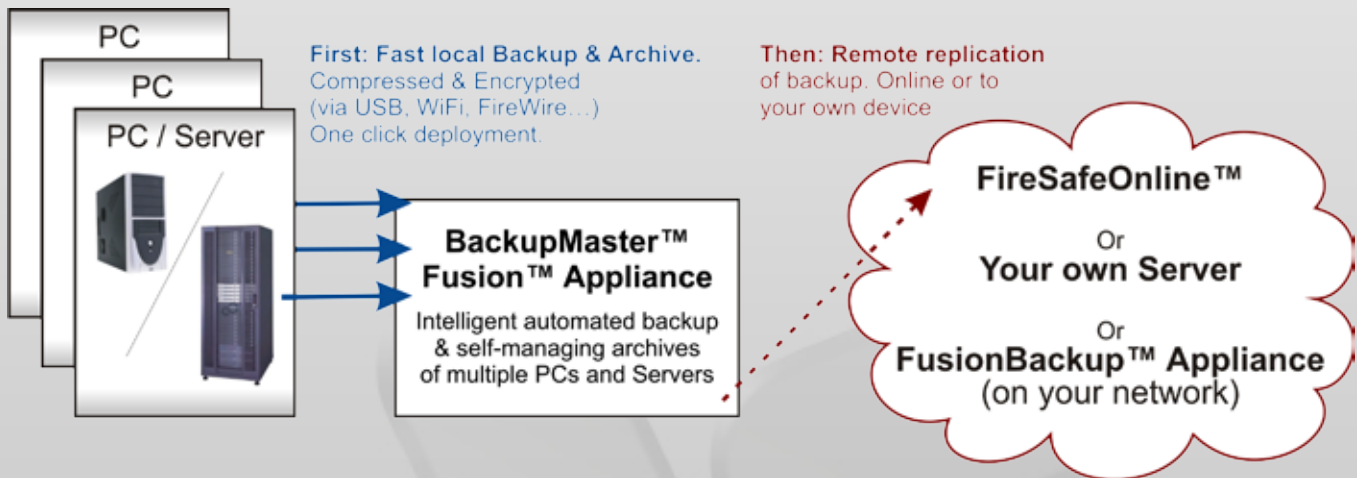 PC
PC
PC / Server
First: Fast local Backup & Archive.
Compressed & Encrypted
(via USB, WiFi, FireWire...)
One click deployment.
Then: Remote replication
of backup. Online or to
your own device
BackupMaster™
Fusion™ Appliance
Intelligent automated backup
& self-managing archives
of multiple PCs and Servers
FireSafeOnline™
Or
Your own Server
Or
FusionBackup™ Appliance
(on your network)